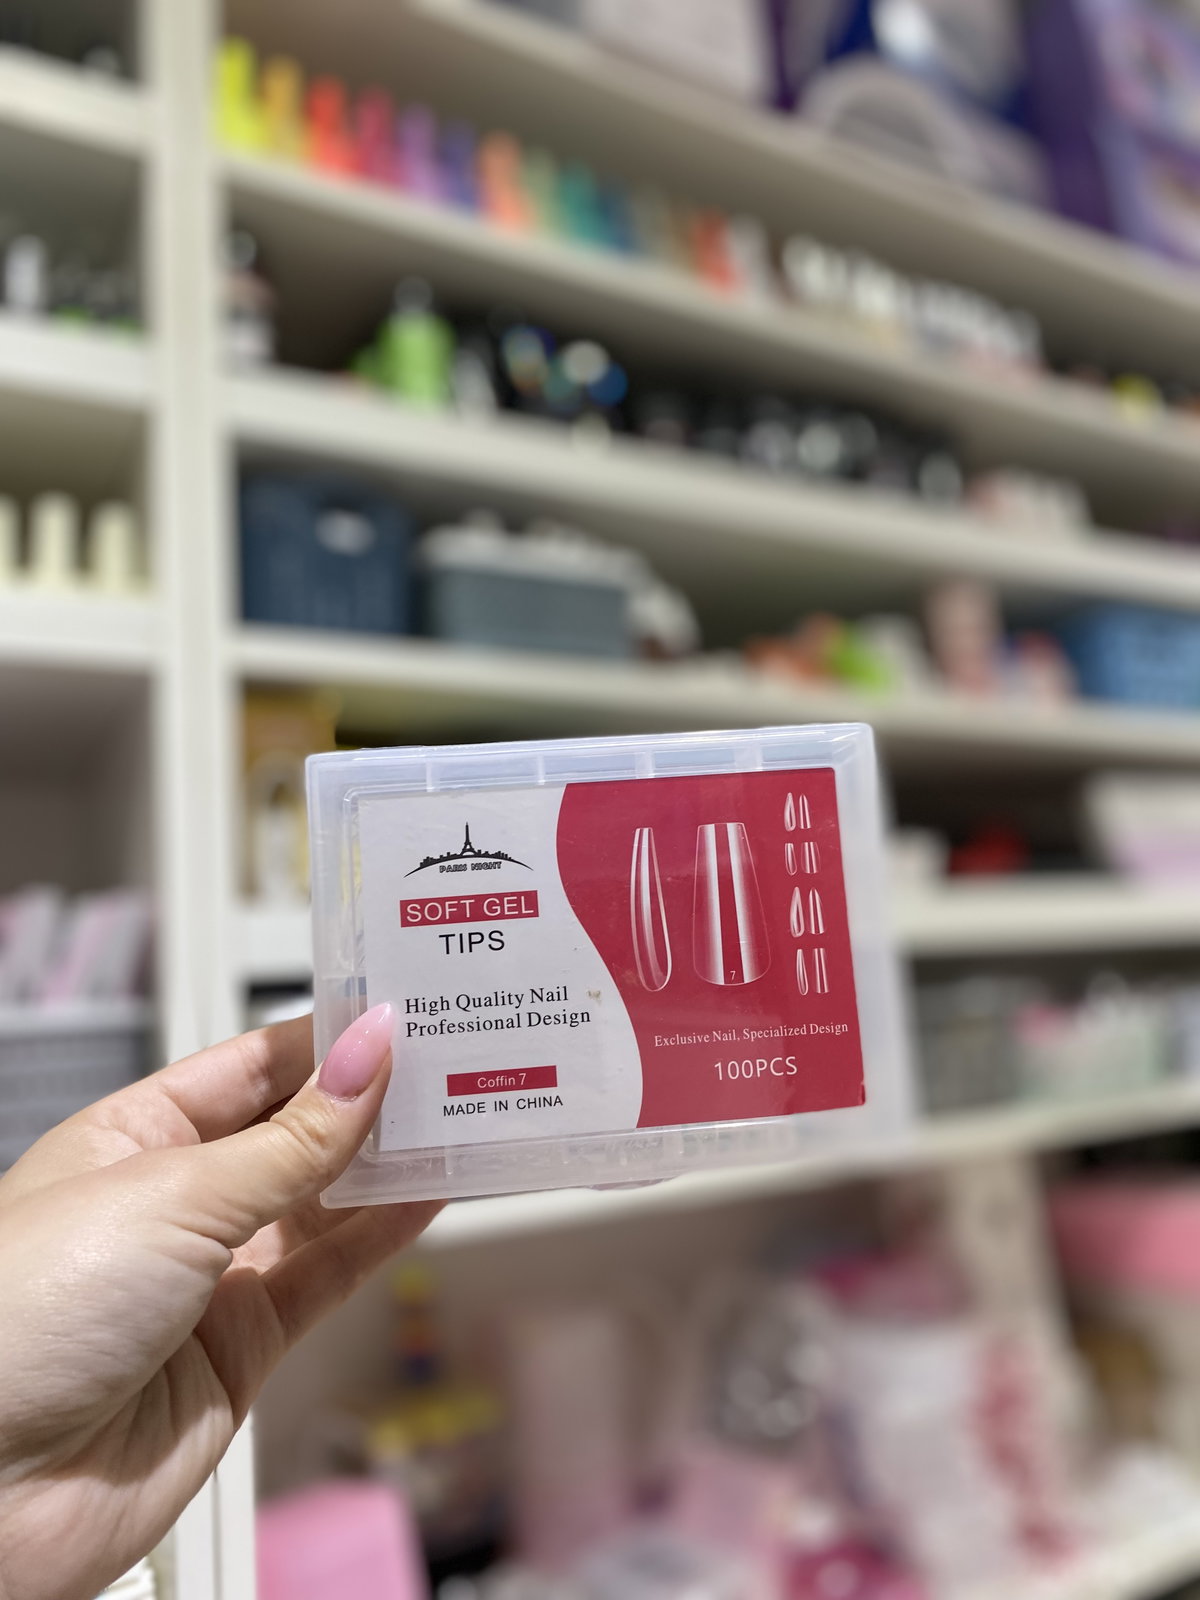 PARIS NIGHT
SOFT GEL
TIPS
High Quality Nail
Professional Design
Coffin 7
MADE IN CHINA
7
Exclusive Nail, Specialized Design
100PCS